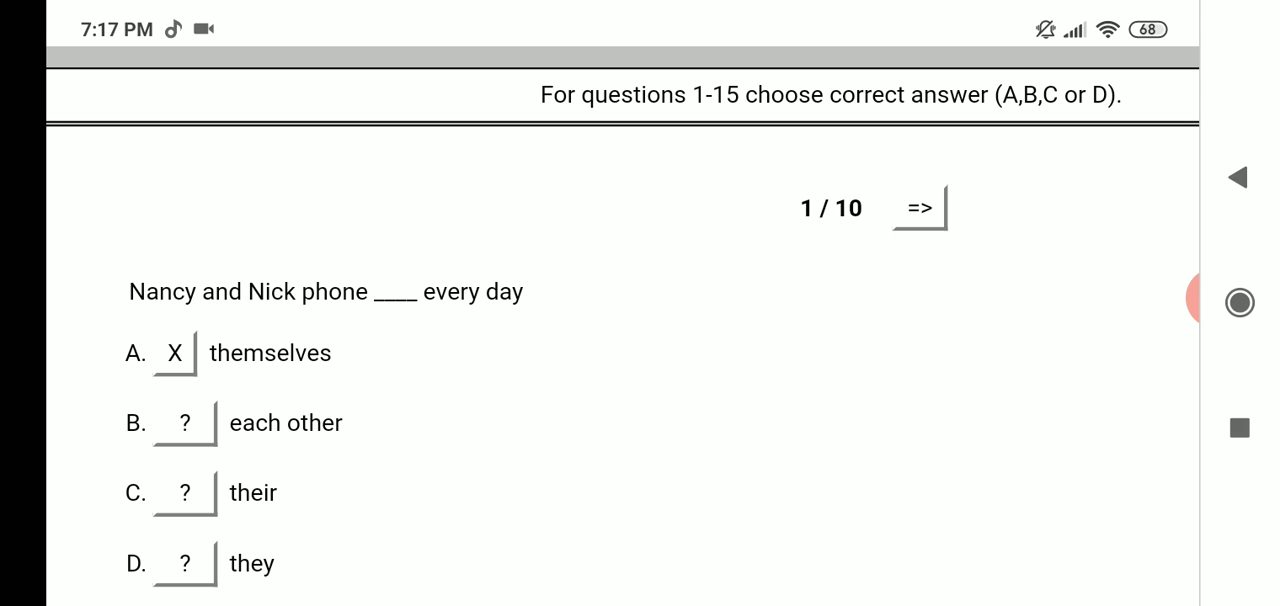 7:17 PM
68
For questions 1-15 choose correct answer (A,B,C or D).
1 / 10 =>
Nancy and Nick phone ____ every day
A. X themselves
B. ? each other
C. ? their
D. ? they